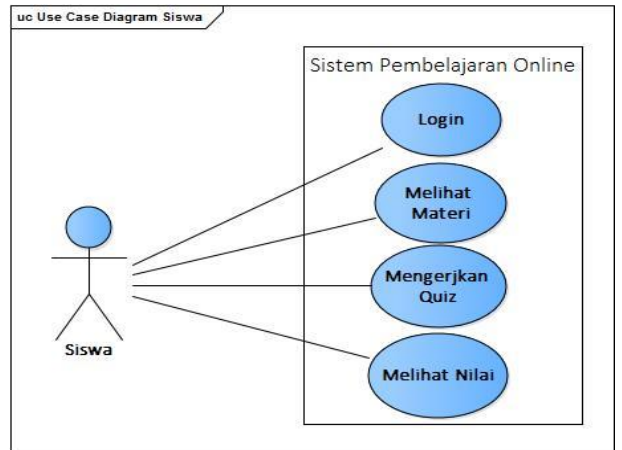 uc Use Case Diagram Siswa
Sistem Pembelajaran Online
Login
Melihat
Materi
Mengerjkan
Quiz
Melihat Nilai
Siswa